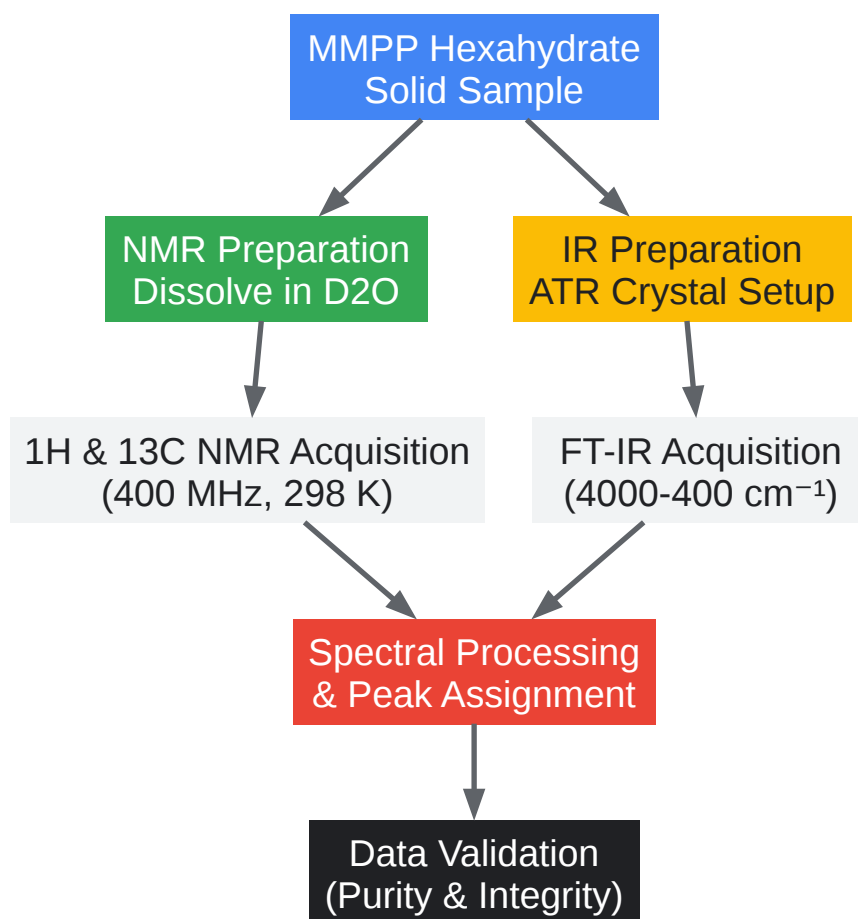 MMPP Hexahydrate
Solid Sample
NMR Preparation
Dissolve in D2O
IR Preparation
ATR Crystal Setup
1H & 13C NMR Acquisition
(400 MHz, 298 K)
FT-IR Acquisition
(4000-400 cm⁻¹)
Spectral Processing
& Peak Assignment
Data Validation
(Purity & Integrity)